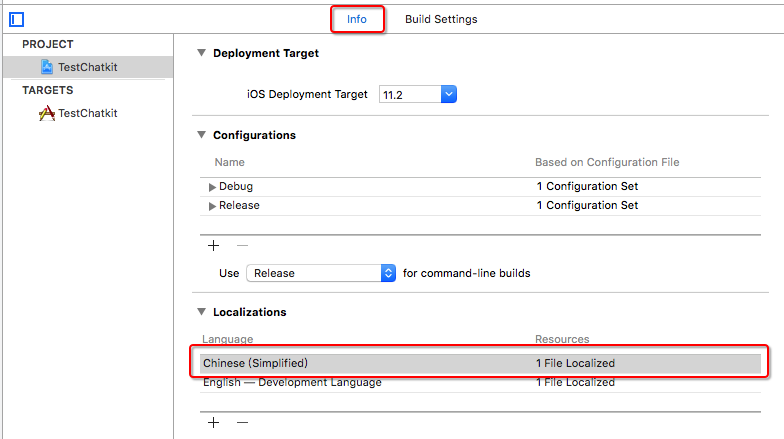 Info Build Settings
PROJECT
TestChatkit
TARGETS
TestChatkit
Deployment Target
iOS Deployment Target 11.2
Configurations
Name Based on Configuration File
Debug 1 Configuration Set
Release 1 Configuration Set
+ −
Use Release for command-line builds
Localizations
Language Resources
Chinese (Simplified) 1 File Localized
English — Development Language 1 File Localized
+ −